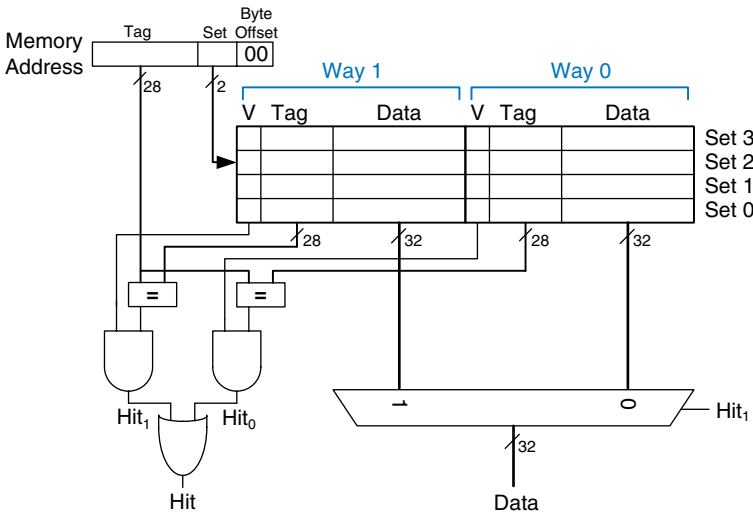 Byte
Tag Set Offset
Memory Address 00
28 2
Way 1 Way 0
V Tag Data V Tag Data
Set 3
Set 2
Set 1
Set 0
28 32 28 32
= =
1 0
Hit1 Hit0 Hit1
32
Hit Data